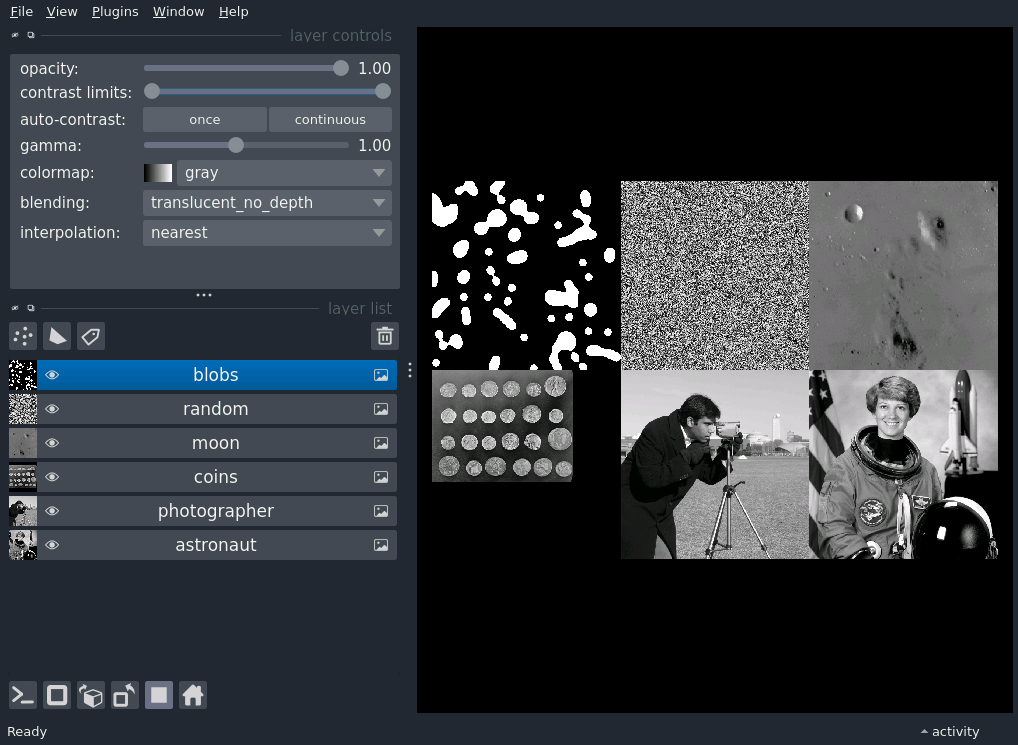 File View Plugins Window Help
layer controls
opacity: 1.00
contrast limits:
auto-contrast: once continuous
gamma: 1.00
colormap: gray
blending: translucent_no_depth
interpolation: nearest
layer list
blobs
random
moon
coins
photographer
astronaut
Ready activity